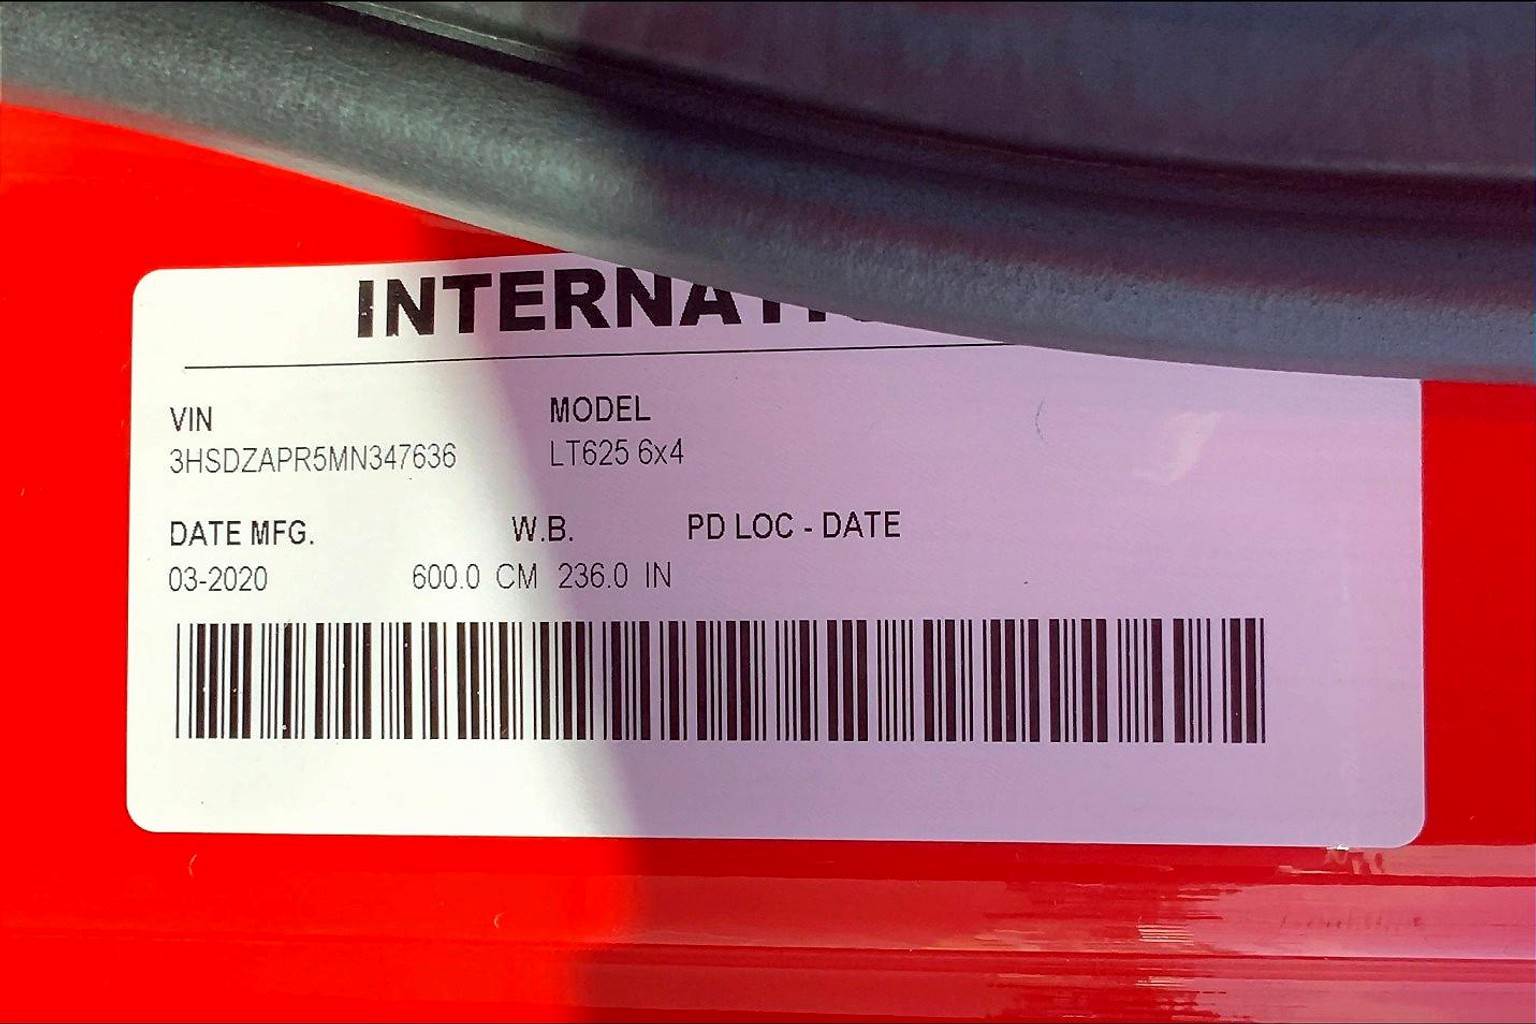 INTERNATI
VIN MODEL
3HSDZAPR5MN347636 LT625 6x4
DATE MFG. W.B. PD LOC - DATE
03-2020 600.0 CM 236.0 IN